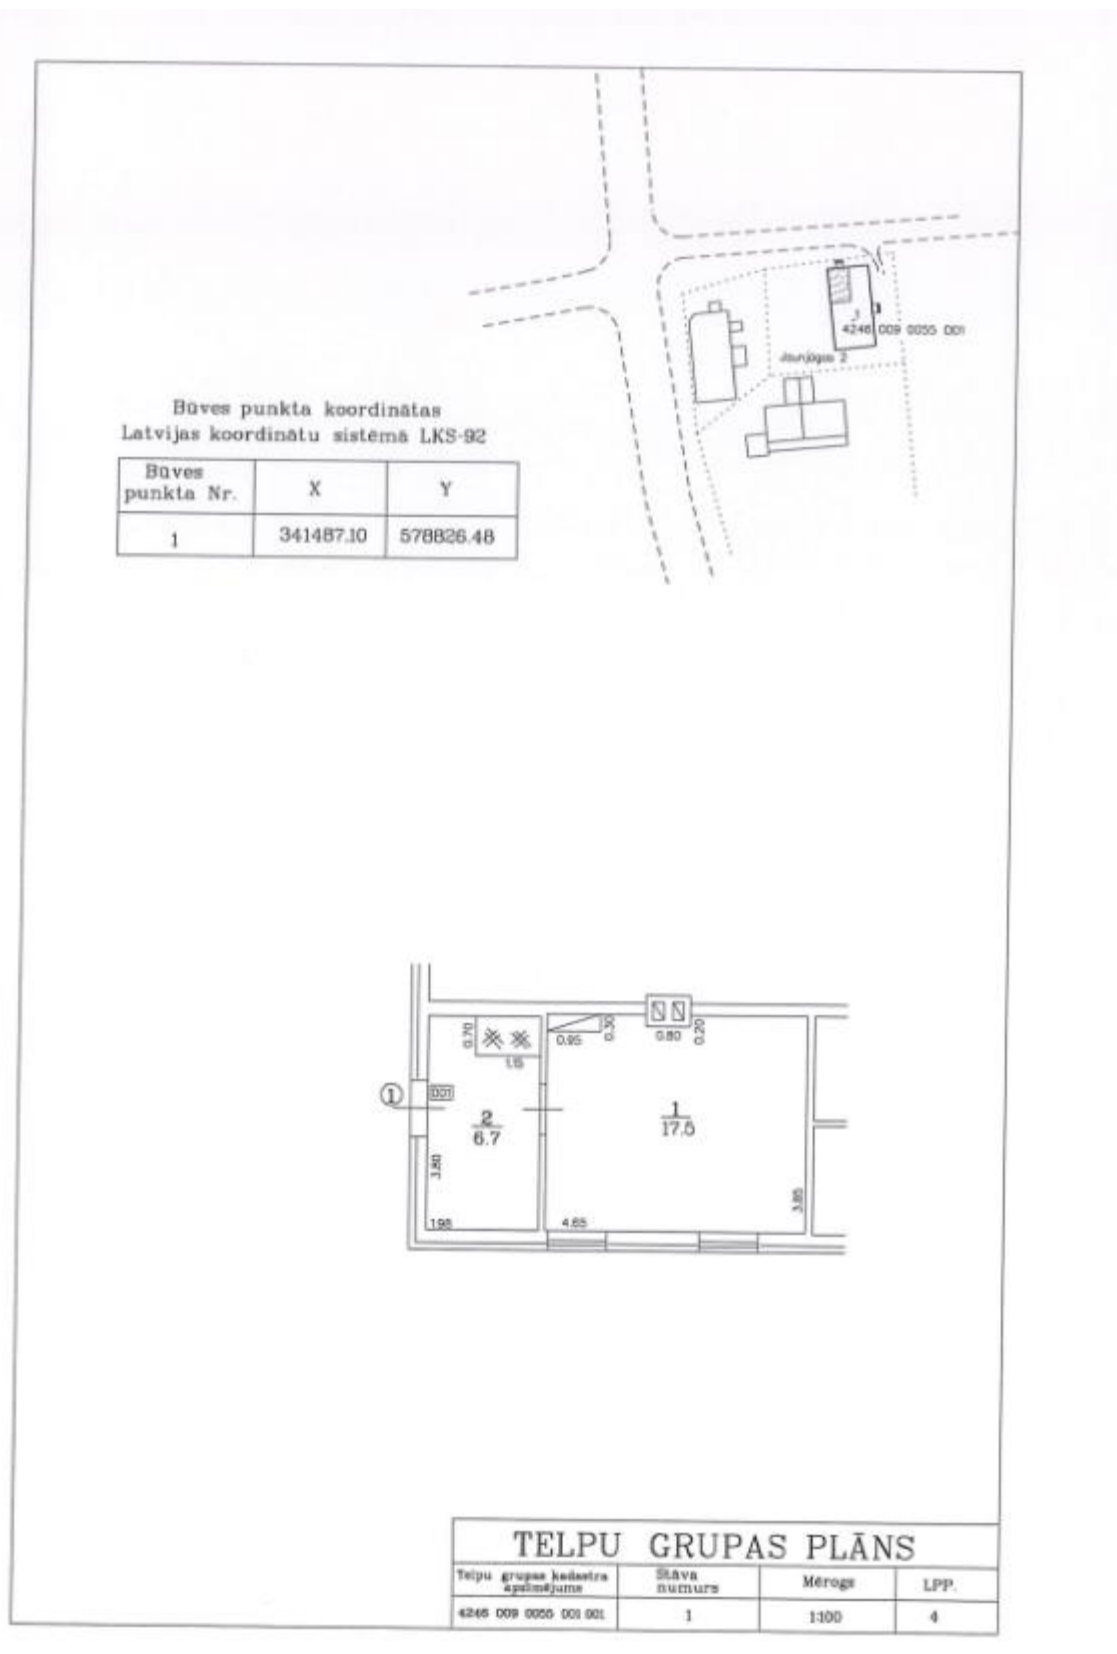 1
4246 009 0055 001
Jaunjāgas 2
Būves punkta koordinātas
Latvijas koordinātu sistēmā LKS-92
Būves
punkta Nr.
X
Y
1
341487.10
578826.48
0.70
1.15
0.95
0.30
0.80
0.20
1
001
2
6.7
1
17.5
3.80
3.85
1.98
4.65
TELPU GRUPAS PLĀNS
Telpu grupas kadastra
apzīmējums
Stāva
numurs
Mērogs
LPP.
4246 009 0055 001 001
1
1:100
4